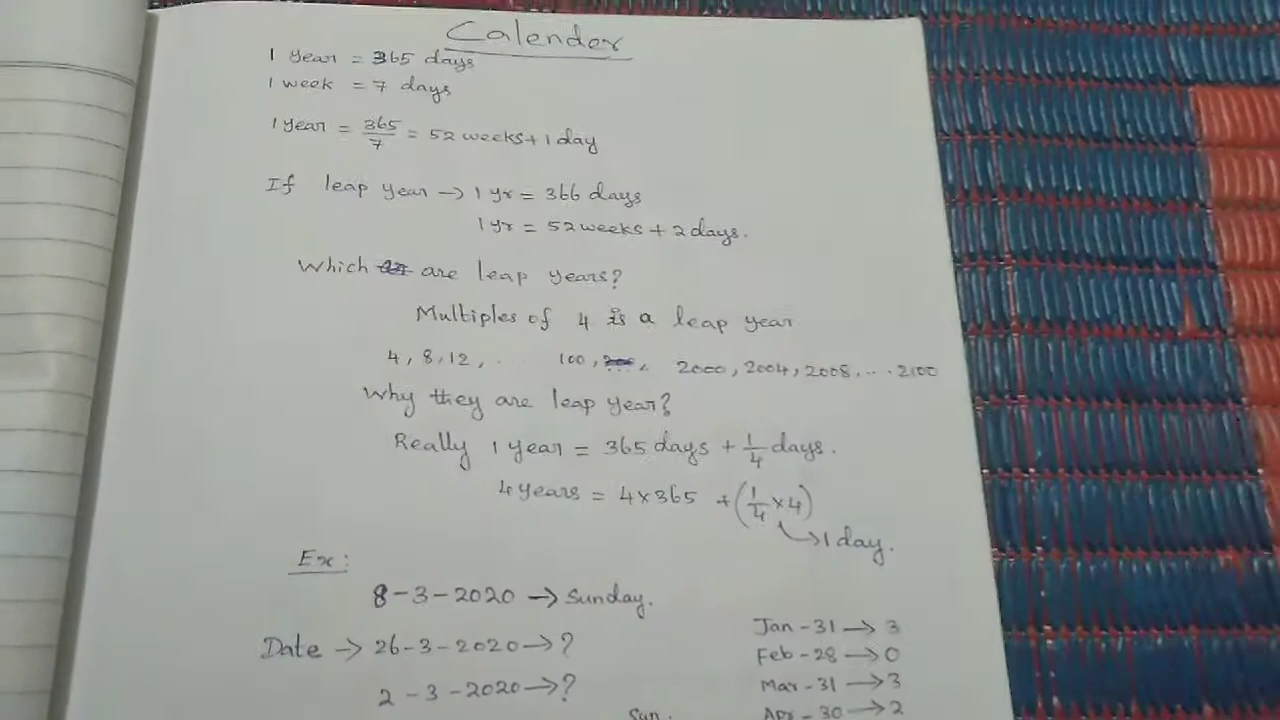 Calender
1 Year = 365 days
1 week = 7 days
1 year = 365/7 = 52 weeks + 1 day
If leap year → 1 yr = 366 days
1 yr = 52 weeks + 2 days.
Which are leap years?
Multiples of 4 is a leap year
4, 8, 12, . . 100, , 2000, 2004, 2008, ... 2100
Why they are leap year?
Really 1 year = 365 days + 1/4 days.
4 years = 4×365 + (1/4 × 4)
→ 1 day.
Ex:
8-3-2020 → Sunday.
Date → 26-3-2020 → ?
2-3-2020 → ?
Jan - 31 → 3
Feb - 28 → 0
Mar - 31 → 3
Apr - 30 → 2
Sun